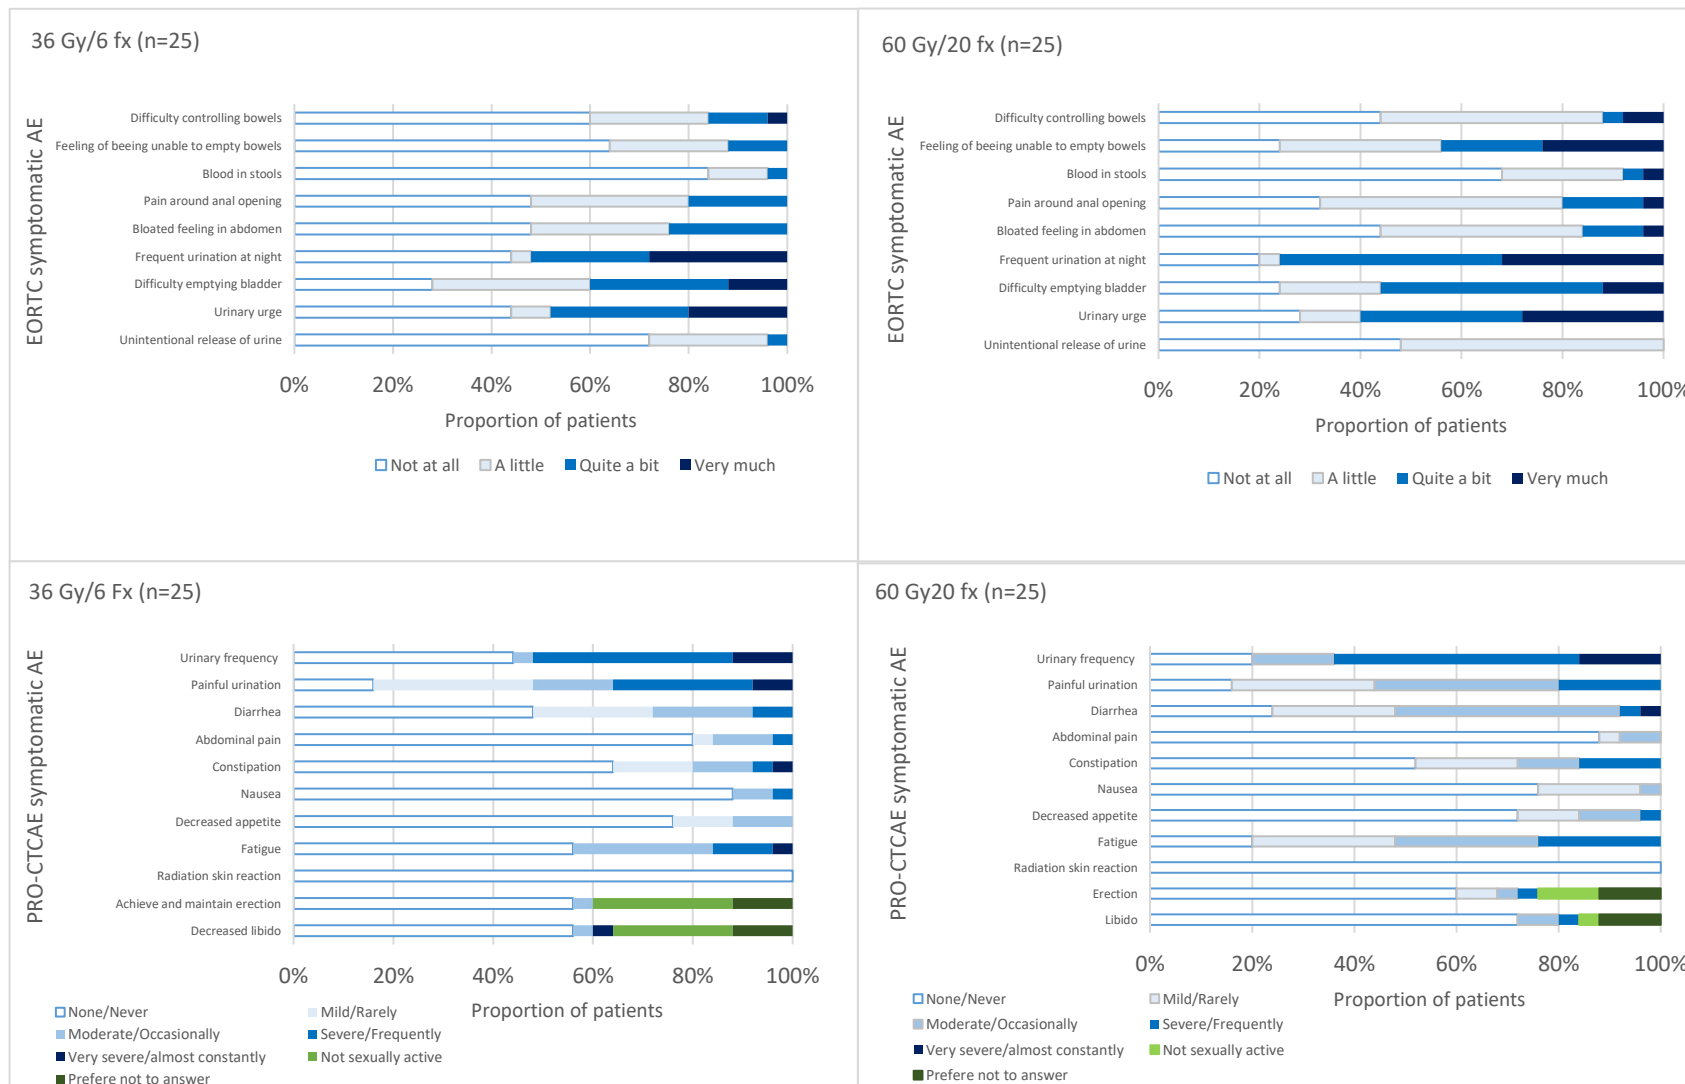 36 Gy/6 fx (n=25)
EORTC symptomatic AE
Difficulty controlling bowels
Feeling of beeing unable to empty bowels
Blood in stools
Pain around anal opening
Bloated feeling in abdomen
Frequent urination at night
Difficulty emptying bladder
Urinary urge
Unintentional release of urine
0% 20% 40% 60% 80% 100%
Proportion of patients
Not at all A little Quite a bit Very much
60 Gy/20 fx (n=25)
EORTC symptomatic AE
Difficulty controlling bowels
Feeling of beeing unable to empty bowels
Blood in stools
Pain around anal opening
Bloated feeling in abdomen
Frequent urination at night
Difficulty emptying bladder
Urinary urge
Unintentional release of urine
0% 20% 40% 60% 80% 100%
Proportion of patients
Not at all A little Quite a bit Very much
36 Gy/6 Fx (n=25)
PRO-CTCAE symptomatic AE
Urinary frequency
Painful urination
Diarrhea
Abdominal pain
Constipation
Nausea
Decreased appetite
Fatigue
Radiation skin reaction
Achieve and maintain erection
Decreased libido
0% 20% 40% 60% 80% 100%
Proportion of patients
None/Never Mild/Rarely
Moderate/Occasionally Severe/Frequently
Very severe/almost constantly Not sexually active
Prefere not to answer
60 Gy20 fx (n=25)
PRO-CTCAE symptomatic AE
Urinary frequency
Painful urination
Diarrhea
Abdominal pain
Constipation
Nausea
Decreased appetite
Fatigue
Radiation skin reaction
Erection
Libido
0% 20% 40% 60% 80% 100%
Proportion of patients
None/Never Mild/Rarely
Moderate/Occasionally Severe/Frequently
Very severe/almost constantly Not sexually active
Prefere not to answer